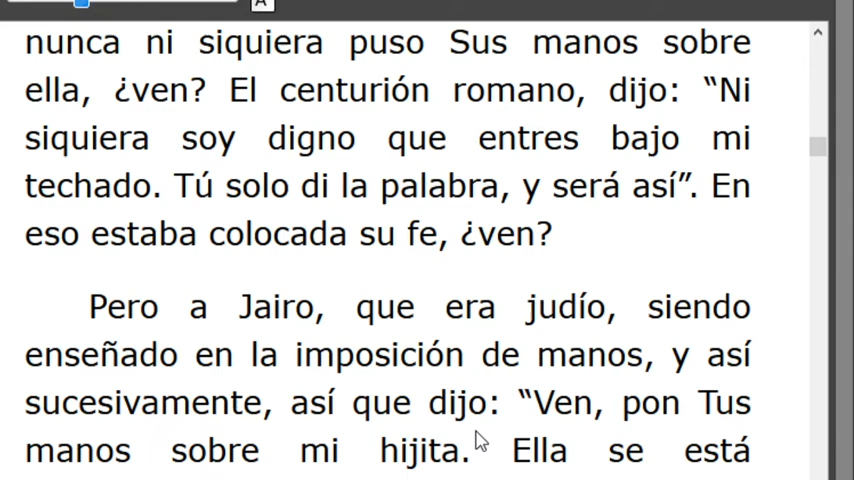 A
nunca ni siquiera puso Sus manos sobre
ella, ¿ven? El centurión romano, dijo: “Ni
siquiera soy digno que entres bajo mi
techado. Tú solo di la palabra, y será así”. En
eso estaba colocada su fe, ¿ven?
Pero a Jairo, que era judío, siendo
enseñado en la imposición de manos, y así
sucesivamente, así que dijo: “Ven, pon Tus
manos sobre mi hijita. Ella se está